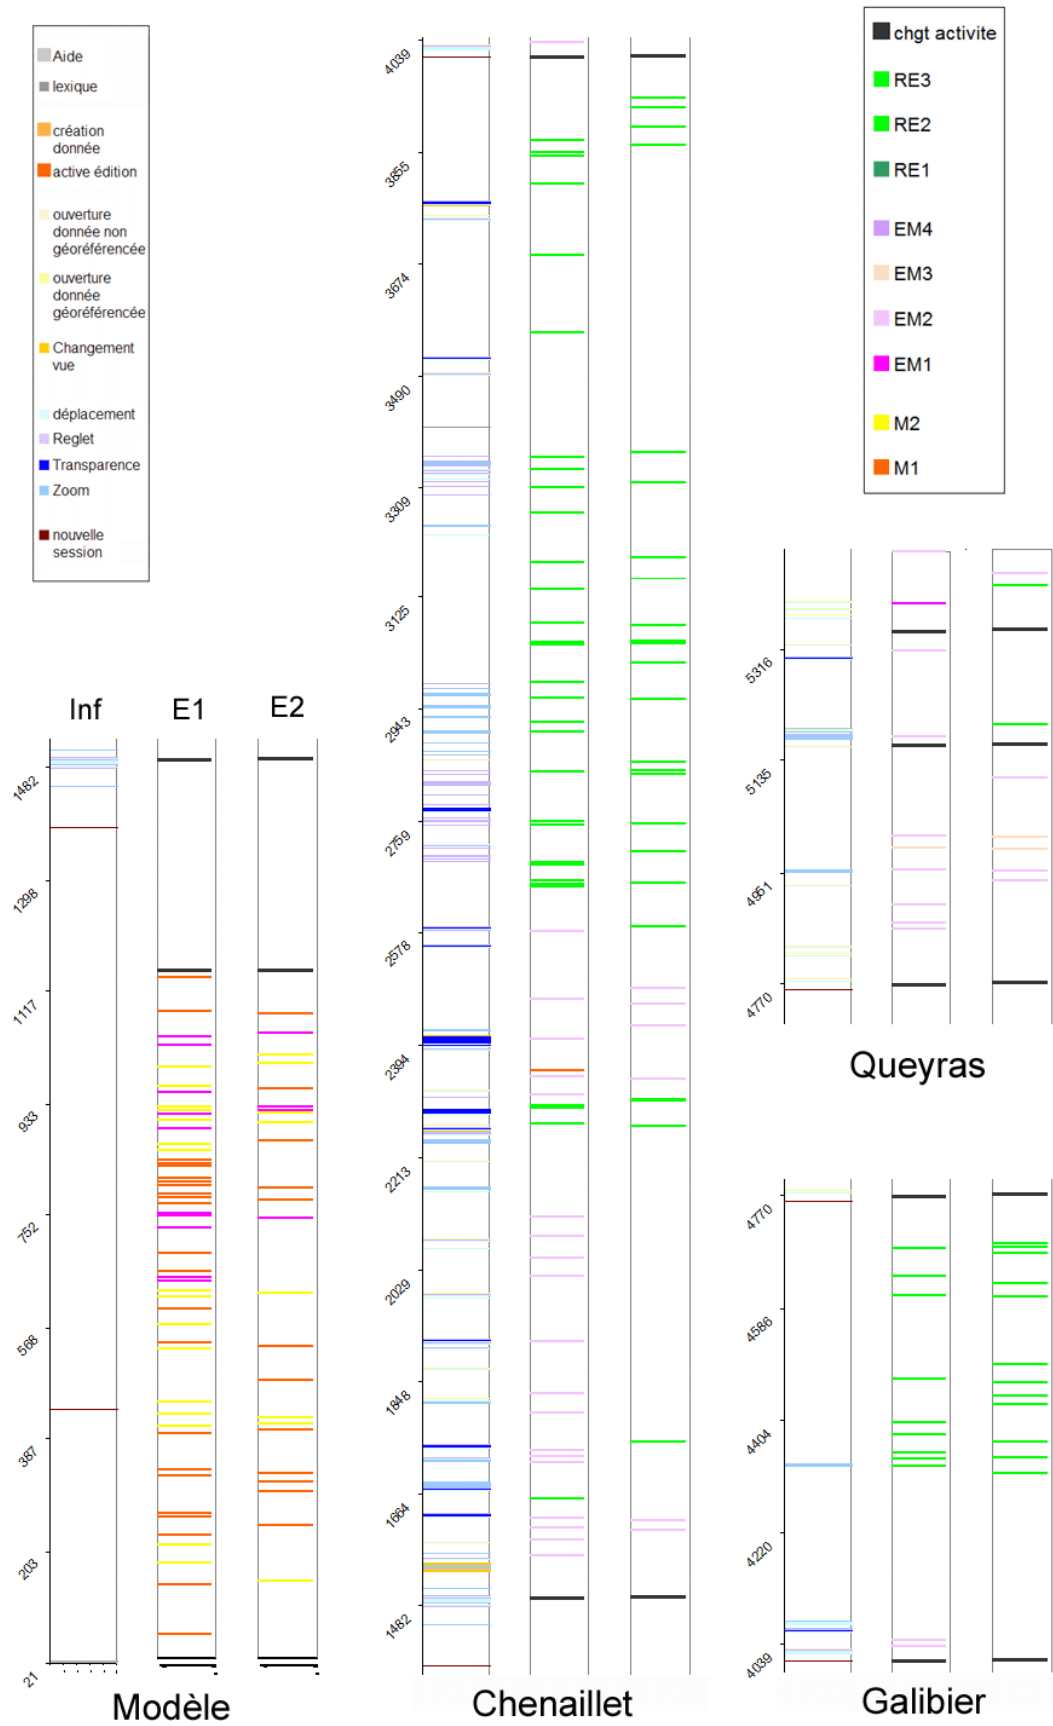 Aide
lexique
création
donnée
active édition
ouverture
donnée non
géoréférencée
ouverture
donnée
géoréférencée
Changement
vue
déplacement
Reglet
Transparence
Zoom
nouvelle
session
chgt activite
RE3
RE2
RE1
EM4
EM3
EM2
EM1
M2
M1
Inf
E1
E2
1482
1298
1117
933
752
568
387
203
21
Modèle
4039
3855
3674
3490
3309
3125
2943
2759
2578
2394
2213
2029
1848
1664
1482
Chenaillet
5316
5135
4951
4770
Queyras
4770
4586
4404
4220
4039
Galibier